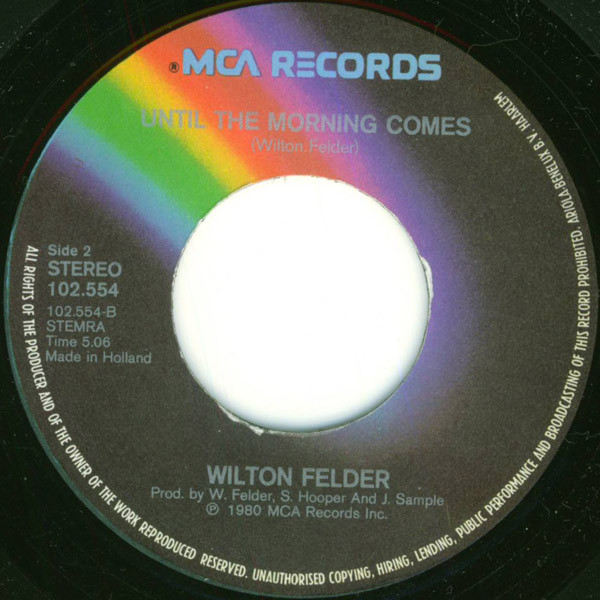 ® MCA RECORDS
UNTIL THE MORNING COMES
(Wilton Felder)
Side 2
STEREO
102.554
102.554-B
STEMRA
Time 5.06
Made in Holland
WILTON FELDER
Prod. by W. Felder, S. Hooper And J. Sample
℗ 1980 MCA Records Inc.
ALL RIGHTS OF THE PRODUCER AND OF THE OWNER OF THE WORK REPRODUCED RESERVED. UNAUTHORISED COPYING, HIRING, LENDING, PUBLIC PERFORMANCE AND BROADCASTING OF THIS RECORD PROHIBITED. ARIOLA-BENELUX B.V. HAARLEM